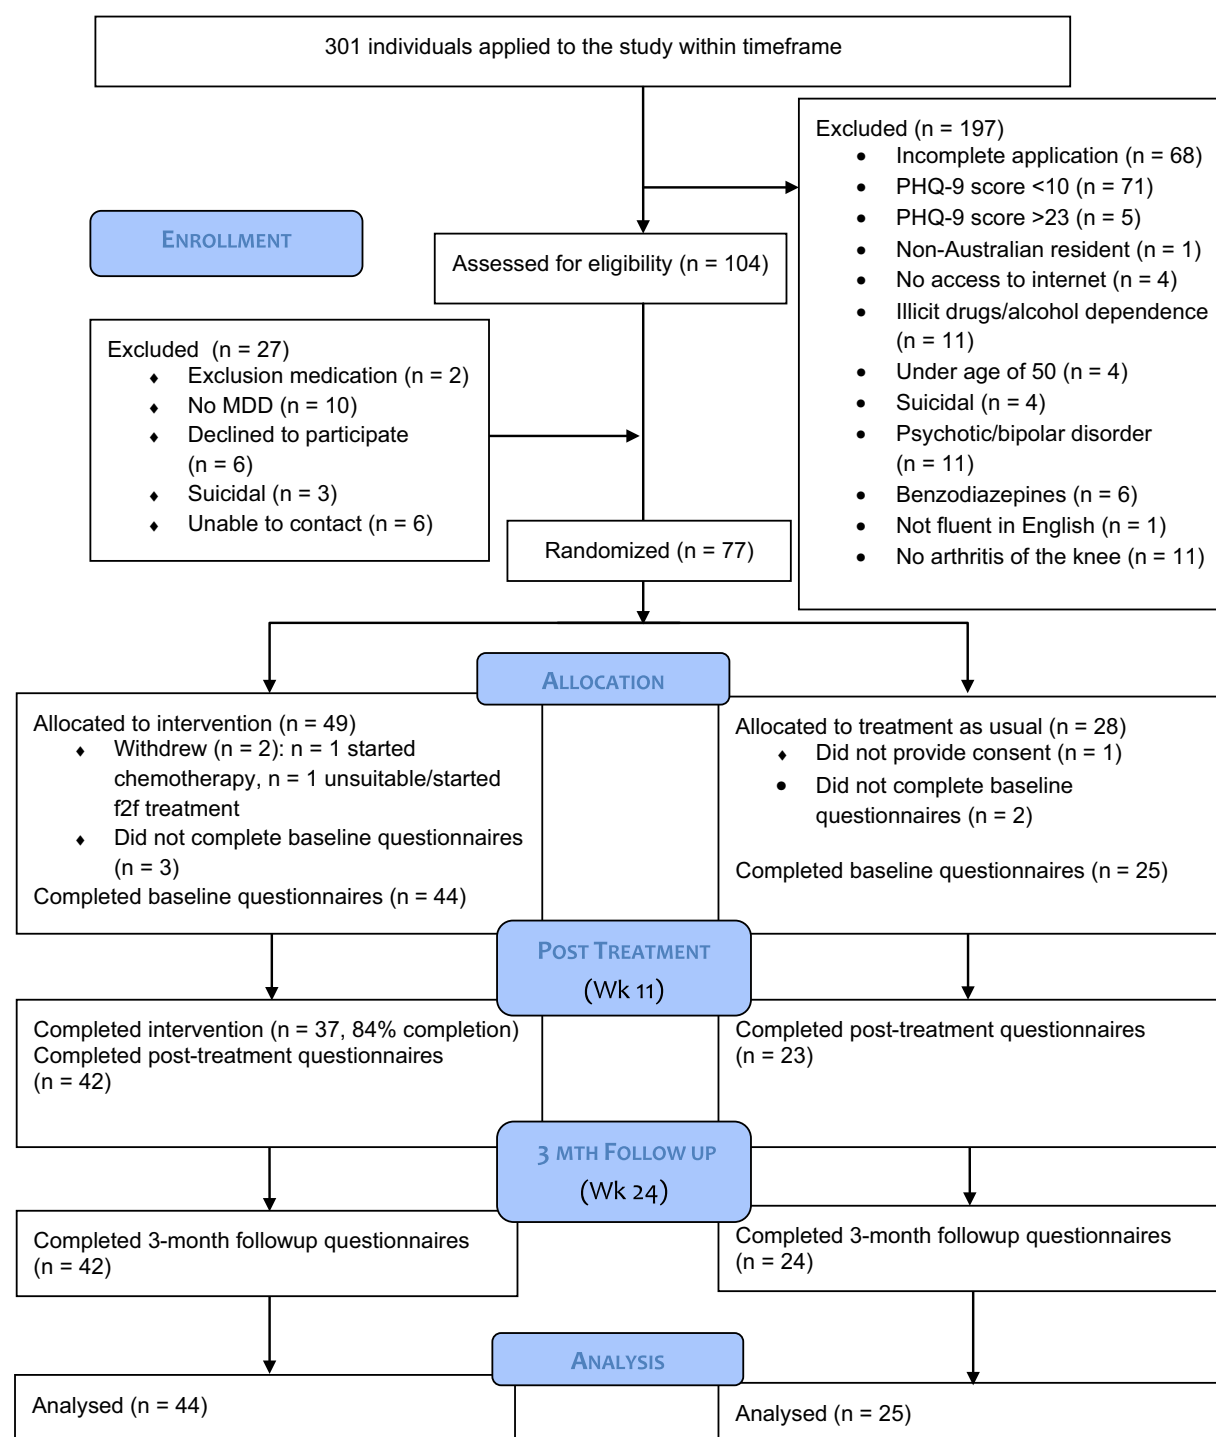 301 individuals applied to the study within timeframe
Excluded (n = 197)
• Incomplete application (n = 68)
• PHQ-9 score <10 (n = 71)
• PHQ-9 score >23 (n = 5)
• Non-Australian resident (n = 1)
• No access to internet (n = 4)
• Illicit drugs/alcohol dependence
(n = 11)
• Under age of 50 (n = 4)
• Suicidal (n = 4)
• Psychotic/bipolar disorder
(n = 11)
• Benzodiazepines (n = 6)
• Not fluent in English (n = 1)
• No arthritis of the knee (n = 11)
ENROLLMENT
Assessed for eligibility (n = 104)
Excluded (n = 27)
♦ Exclusion medication (n = 2)
♦ No MDD (n = 10)
♦ Declined to participate
(n = 6)
♦ Suicidal (n = 3)
♦ Unable to contact (n = 6)
Randomized (n = 77)
ALLOCATION
Allocated to intervention (n = 49)
♦ Withdrew (n = 2): n = 1 started
chemotherapy, n = 1 unsuitable/started
f2f treatment
♦ Did not complete baseline questionnaires
(n = 3)
Completed baseline questionnaires (n = 44)
Allocated to treatment as usual (n = 28)
♦ Did not provide consent (n = 1)
• Did not complete baseline
questionnaires (n = 2)
Completed baseline questionnaires (n = 25)
POST TREATMENT
(Wk 11)
Completed intervention (n = 37, 84% completion)
Completed post-treatment questionnaires
(n = 42)
Completed post-treatment questionnaires
(n = 23)
3 MTH FOLLOW UP
(Wk 24)
Completed 3-month followup questionnaires
(n = 42)
Completed 3-month followup questionnaires
(n = 24)
ANALYSIS
Analysed (n = 44)
Analysed (n = 25)